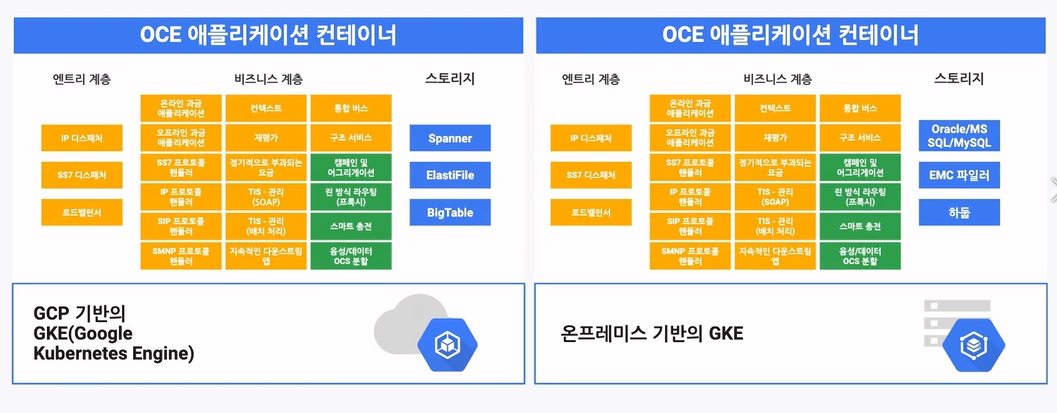 OCE 애플리케이션 컨테이너
엔트리 계층
비즈니스 계층
스토리지
IP 디스패처
SS7 디스패처
로드밸런서
온라인 과금
애플리케이션
컨텍스트
통합 버스
오프라인 과금
애플리케이션
재평가
구조 서비스
SS7 프로토콜
핸들러
정기적으로 부과되는
요금
캠페인 및
어그리게이션
IP 프로토콜
핸들러
TIS - 관리
(SOAP)
린 방식 라우팅
(프록시)
SIP 프로토콜
핸들러
TIS - 관리
(배치 처리)
스마트 충전
SMNP 프로토콜
핸들러
지속적인 다운스트림
앱
음성/데이터
OCS 분할
Spanner
ElastiFile
BigTable
GCP 기반의
GKE(Google
Kubernetes Engine)
OCE 애플리케이션 컨테이너
엔트리 계층
비즈니스 계층
스토리지
IP 디스패처
SS7 디스패처
로드밸런서
온라인 과금
애플리케이션
컨텍스트
통합 버스
오프라인 과금
애플리케이션
재평가
구조 서비스
SS7 프로토콜
핸들러
정기적으로 부과되는
요금
캠페인 및
어그리게이션
IP 프로토콜
핸들러
TIS - 관리
(SOAP)
린 방식 라우팅
(프록시)
SIP 프로토콜
핸들러
TIS - 관리
(배치 처리)
스마트 충전
SMNP 프로토콜
핸들러
지속적인 다운스트림
앱
음성/데이터
OCS 분할
Oracle/MS
SQL/MySQL
EMC 파일러
하둡
온프레미스 기반의 GKE